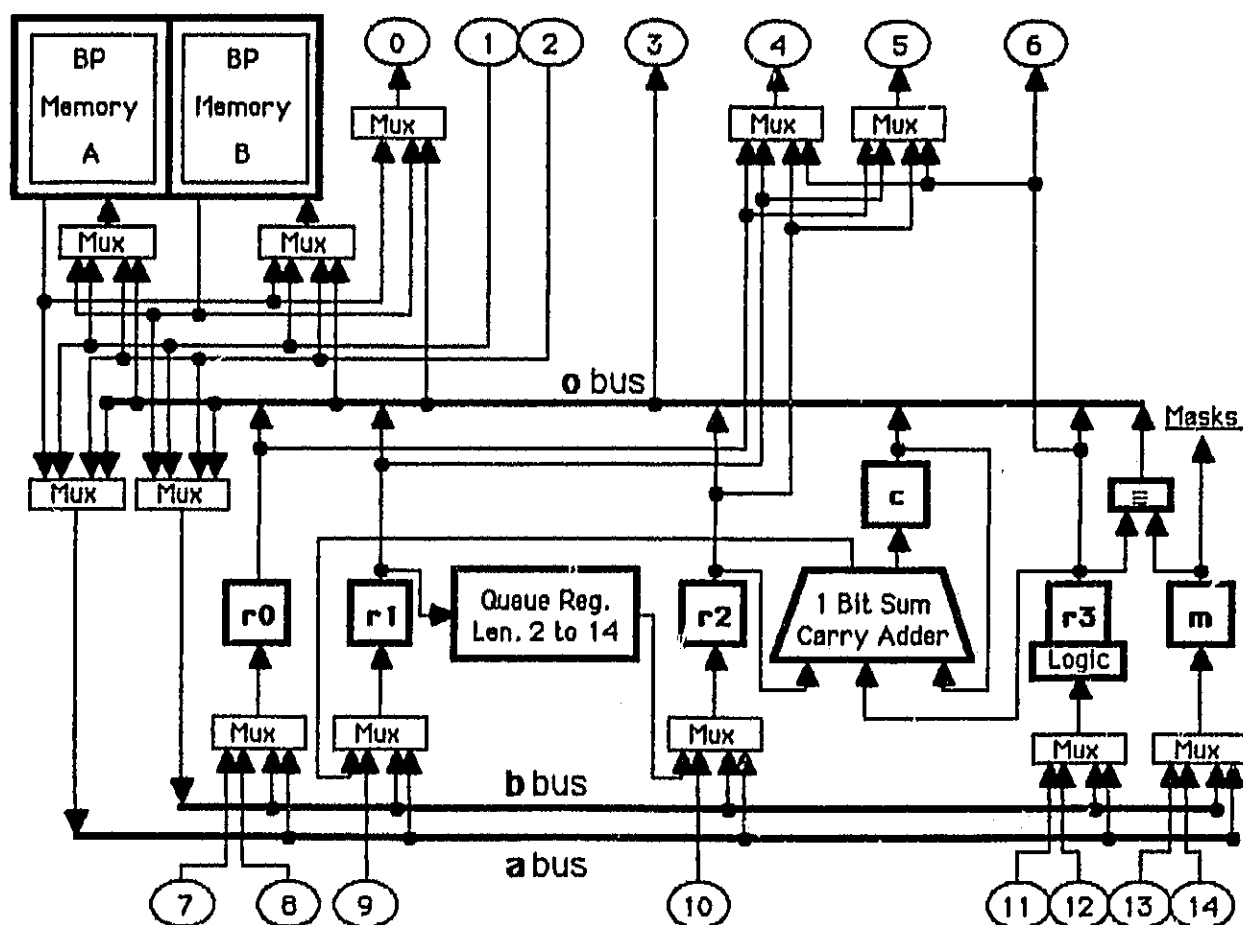 BP
Memory
A
BP
Memory
B
0
1
2
3
4
5
6
Mux
Mux
Mux
Mux
Mux
o bus
Masks
Mux
Mux
c
≡
r0
r1
Queue Reg.
Len. 2 to 14
r2
1 Bit Sum
Carry Adder
r3
Logic
m
Mux
Mux
Mux
Mux
Mux
b bus
a bus
7
8
9
10
11
12
13
14